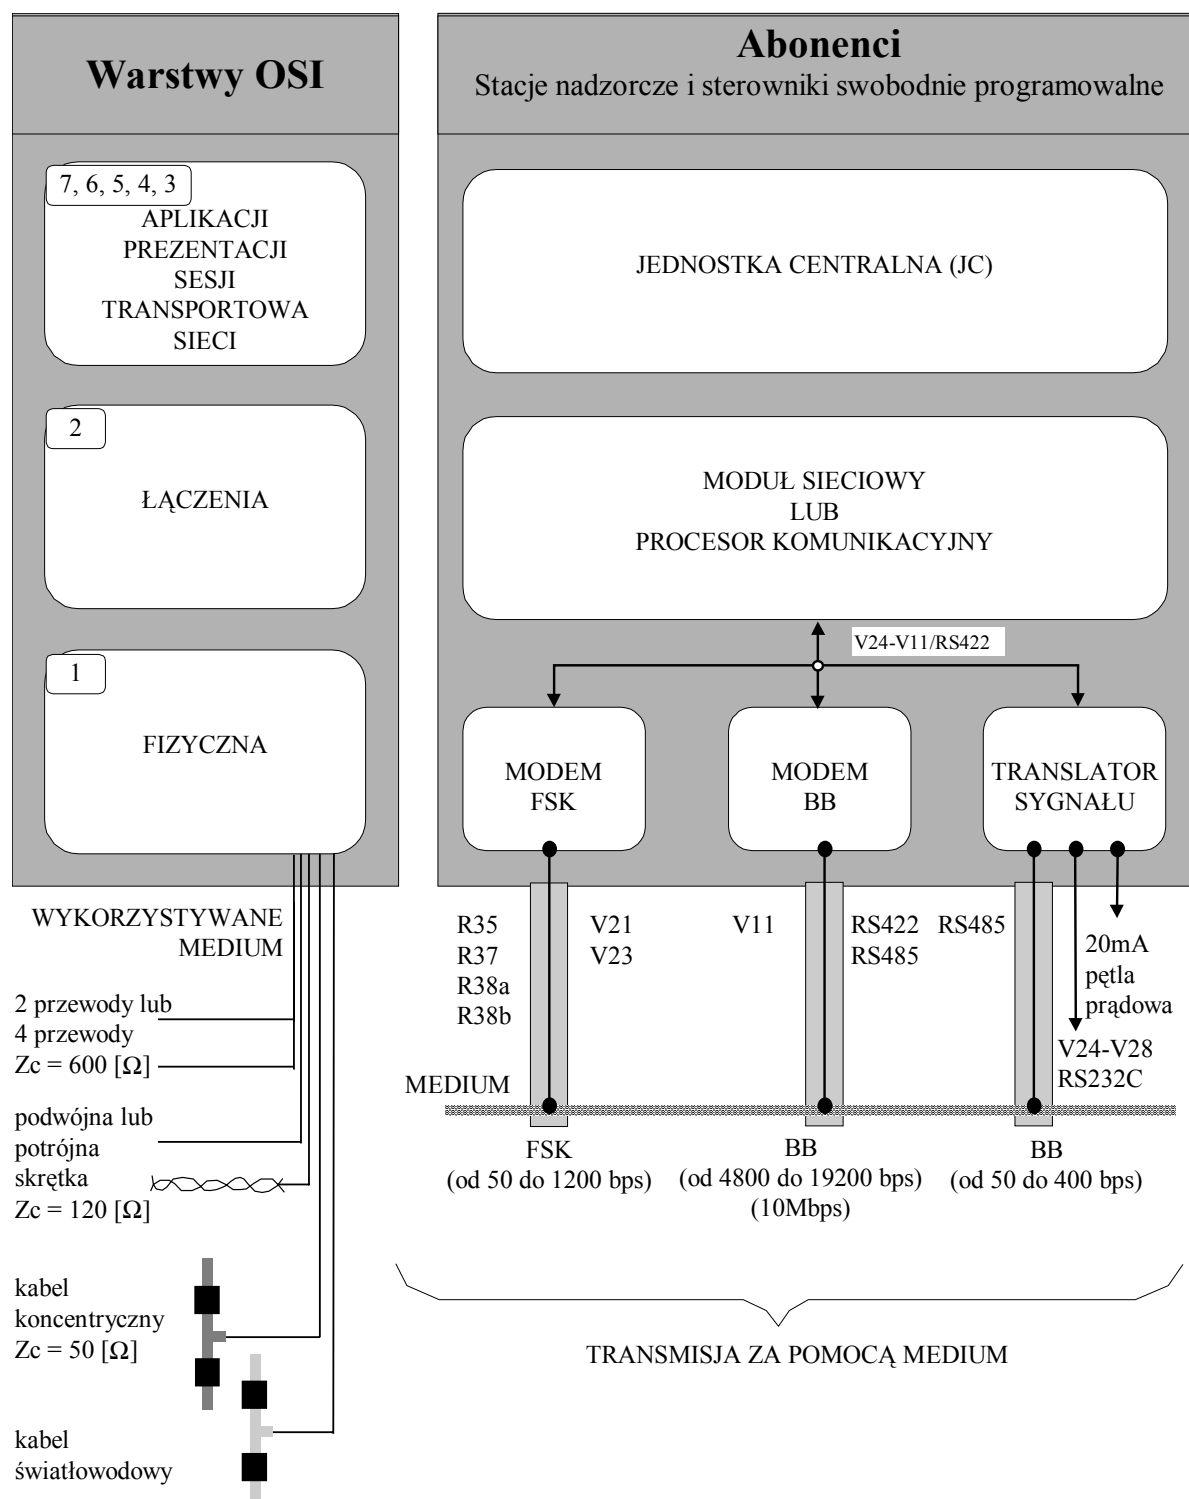 Warstwy OSI
7, 6, 5, 4, 3
APLIKACJI
PREZENTACJI
SESJI
TRANSPORTOWA
SIECI
2
ŁĄCZENIA
1
FIZYCZNA
WYKORZYSTYWANE
MEDIUM
2 przewody lub
4 przewody
Zc = 600 [Ω]
podwójna lub
potrójna
skrętka
Zc = 120 [Ω]
kabel
koncentryczny
Zc = 50 [Ω]
kabel
światłowodowy
Abonenci
Stacje nadzorcze i sterowniki swobodnie programowalne
JEDNOSTKA CENTRALNA (JC)
MODUŁ SIECIOWY
LUB
PROCESOR KOMUNIKACYJNY
V24-V11/RS422
MODEM
FSK
MODEM
BB
TRANSLATOR
SYGNAŁU
R35
R37
R38a
R38b
V21
V23
V11
RS422
RS485
RS485
20mA
pętla
prądowa
V24-V28
RS232C
MEDIUM
FSK
(od 50 do 1200 bps)
BB
(od 4800 do 19200 bps)
(10Mbps)
BB
(od 50 do 400 bps)
TRANSMISJA ZA POMOCĄ MEDIUM